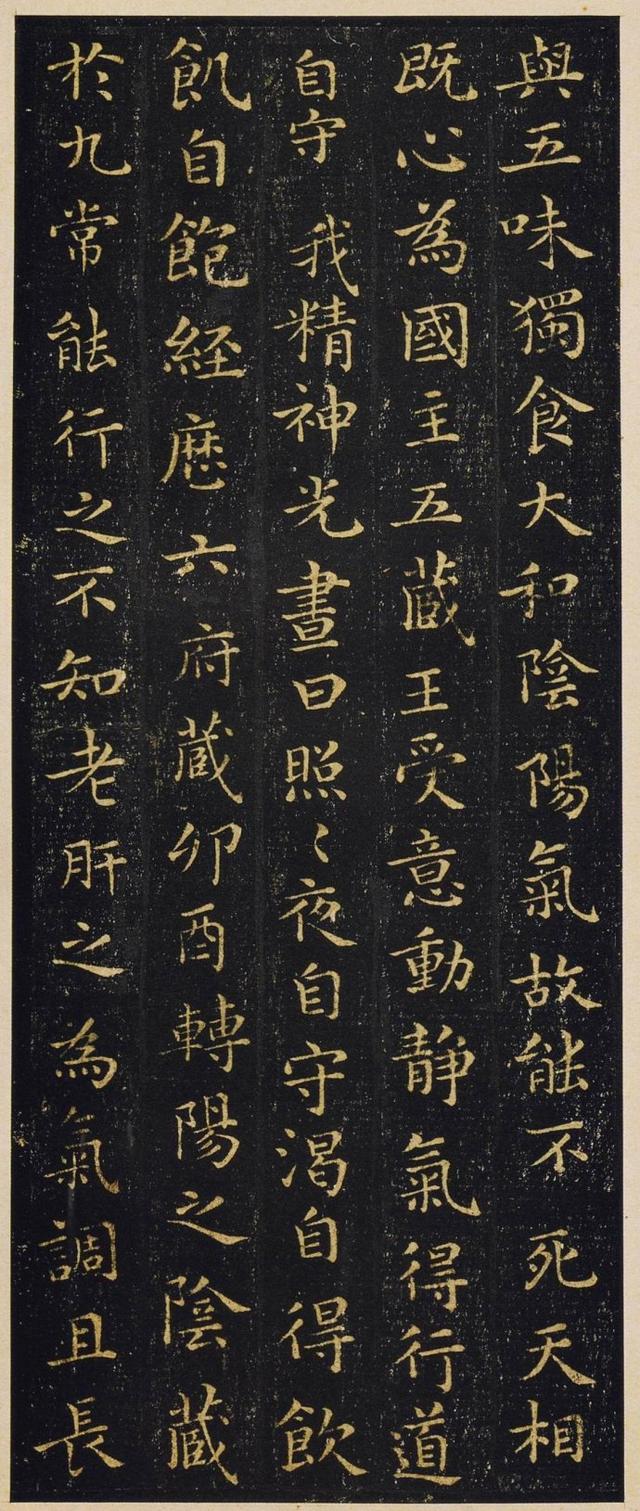 與五味獨食大和陰陽氣故能不死天相
既心為國主五藏王受意動静氣得行道
自守我精神光晝日照〻夜自守渴自得飲
飢自飽經歷六府藏卯酉轉陽之陰藏
於九常能行之不知老肝之為氣調且長